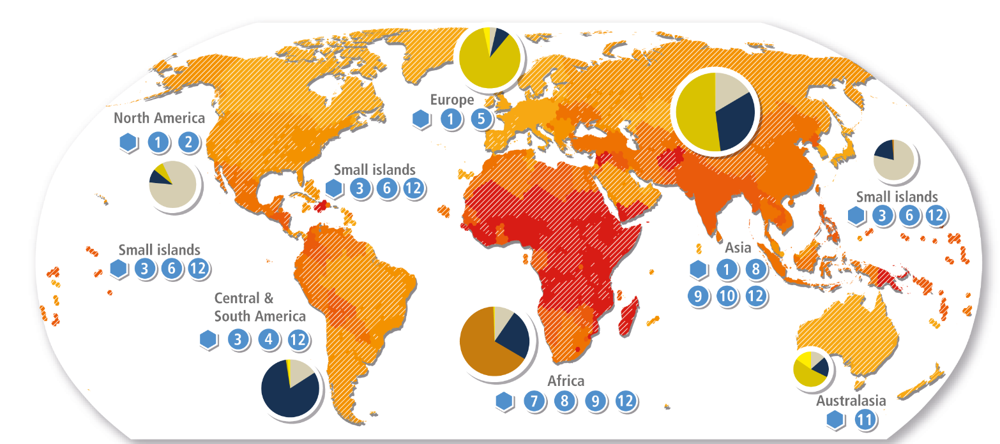 Europe
1 5
North America
1 2
Small islands
3 6 12
Small islands
3 6 12
Small islands
3 6 12
Asia
1 8
9 10 12
Central &
South America
3 4 12
Africa
7 8 9 12
Australasia
11